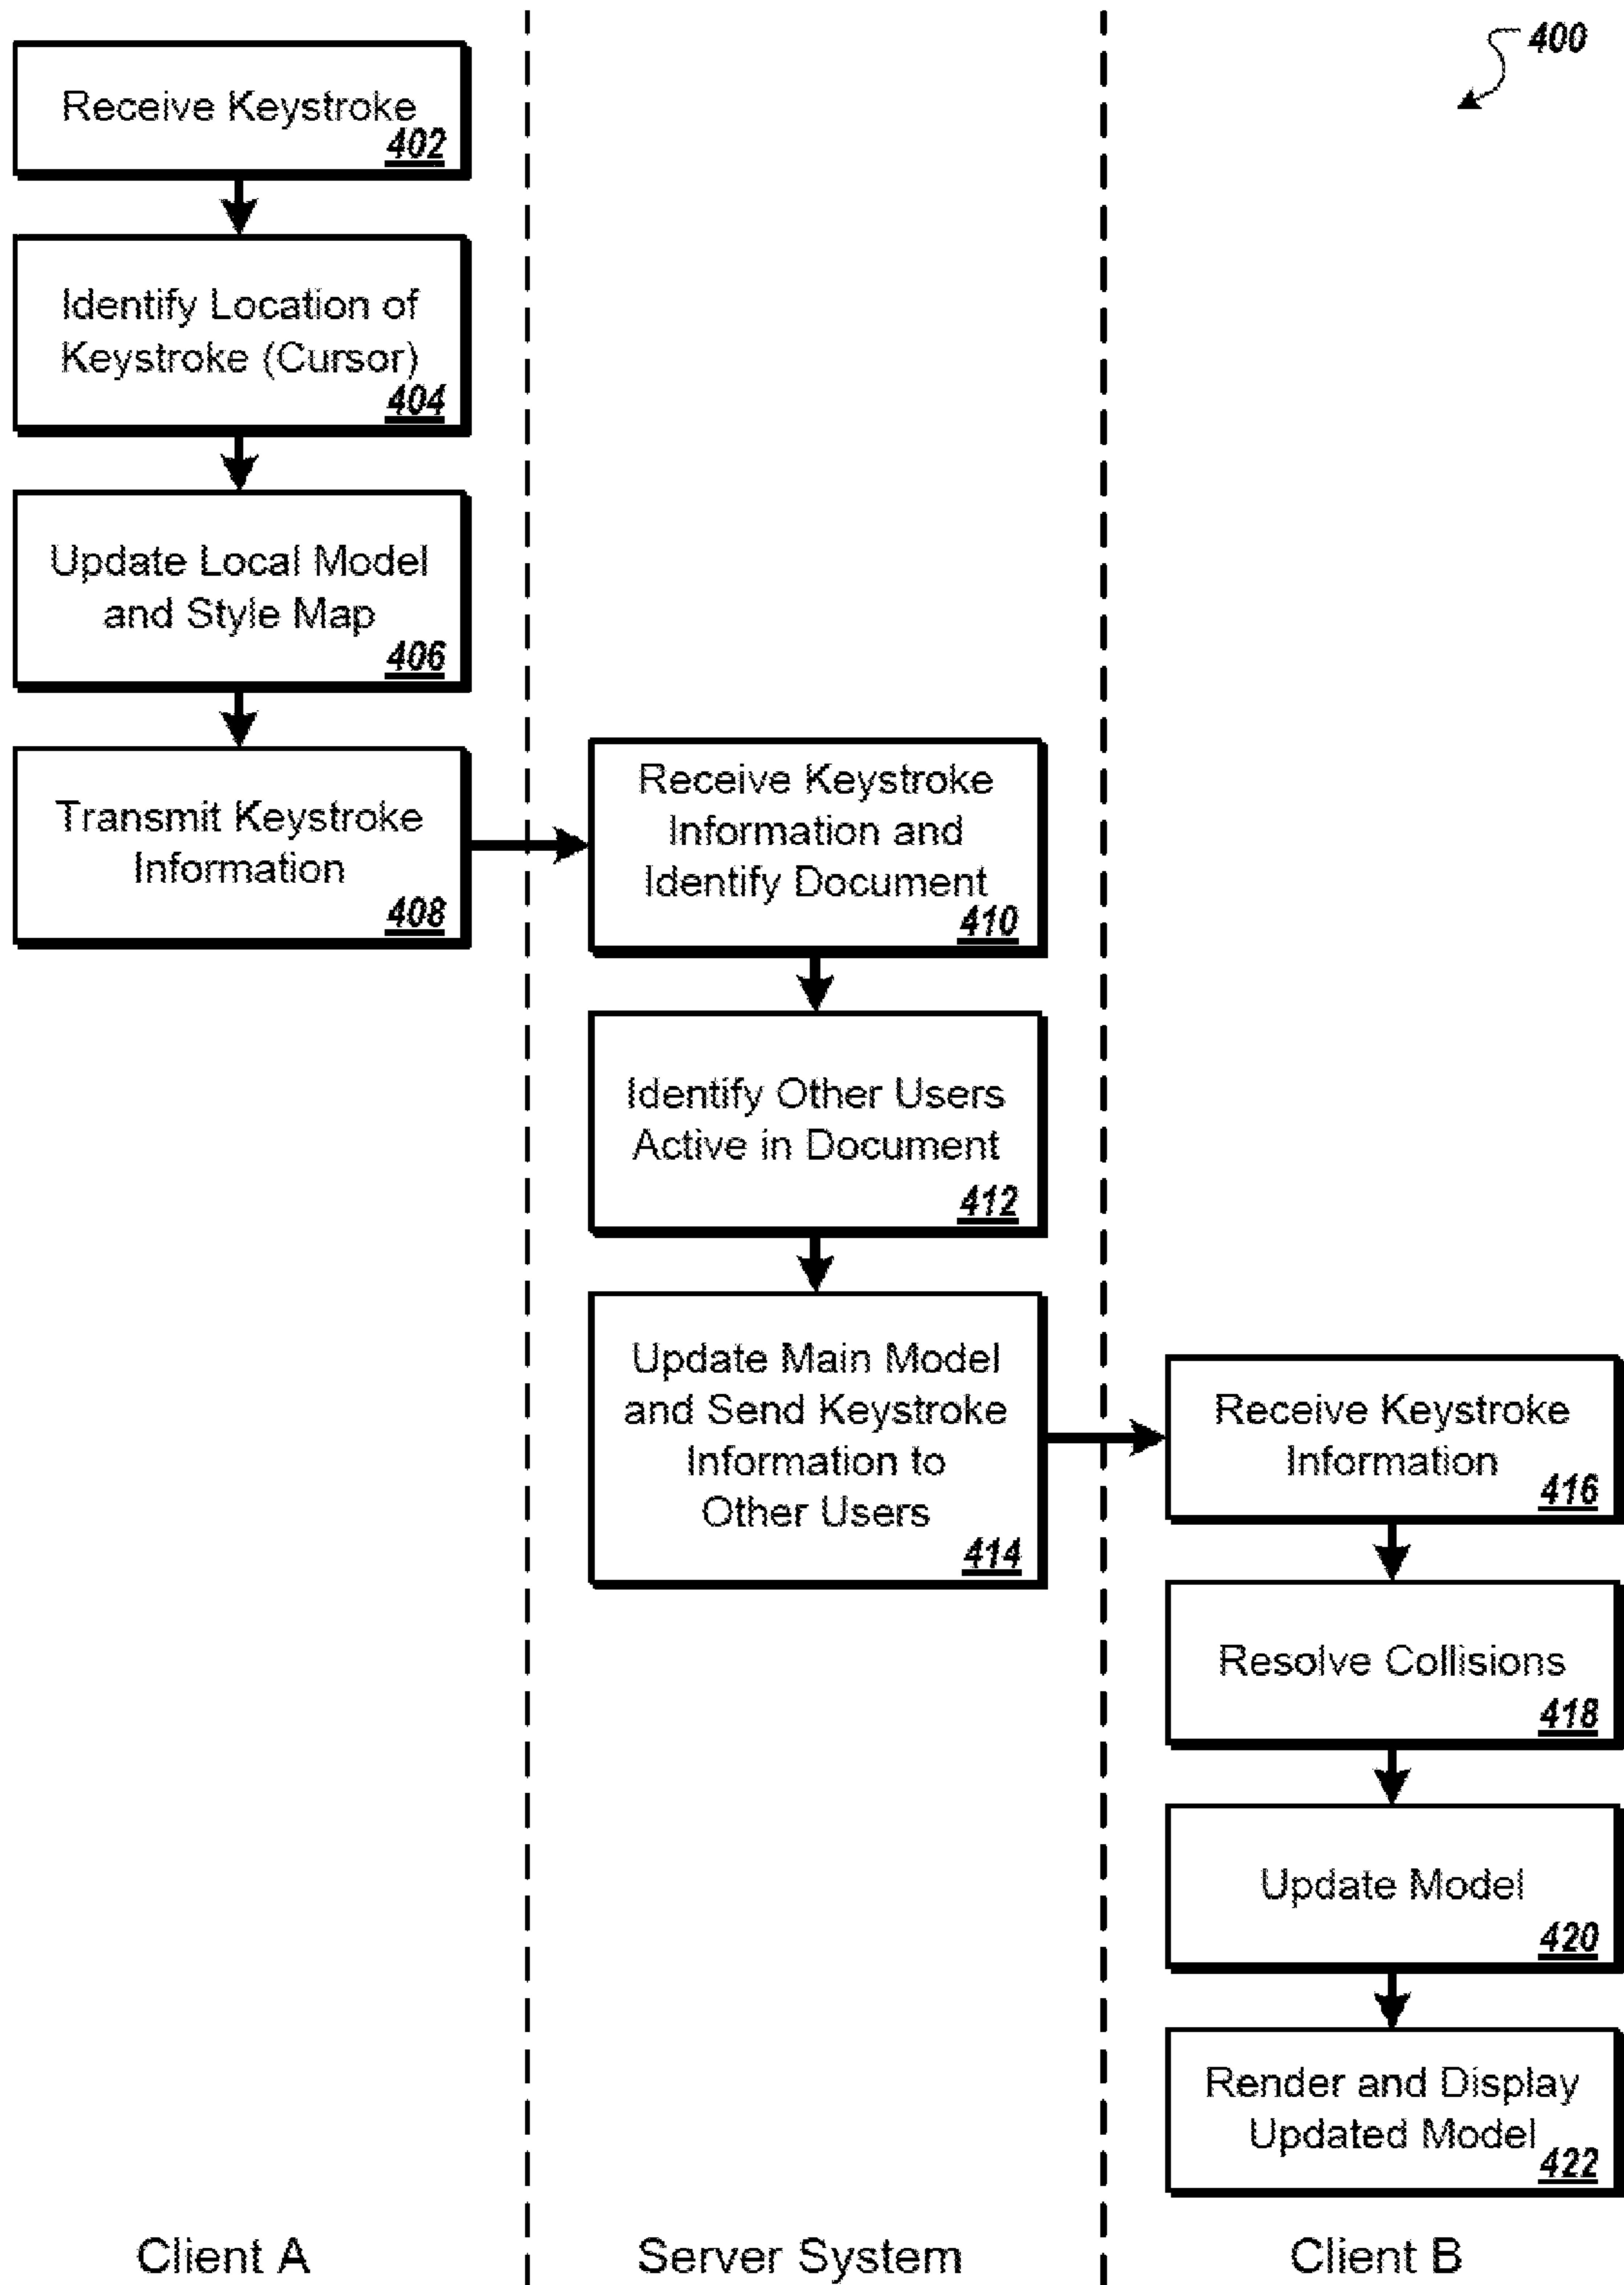 400
Receive Keystroke
402
Identify Location of
Keystroke (Cursor)
404
Update Local Model
and Style Map
406
Transmit Keystroke
Information
408
Receive Keystroke
Information and
Identify Document
410
Identify Other Users
Active in Document
412
Update Main Model
and Send Keystroke
Information to
Other Users
414
Receive Keystroke
Information
416
Resolve Collisions
418
Update Model
420
Render and Display
Updated Model
422
Client A
Server System
Client B